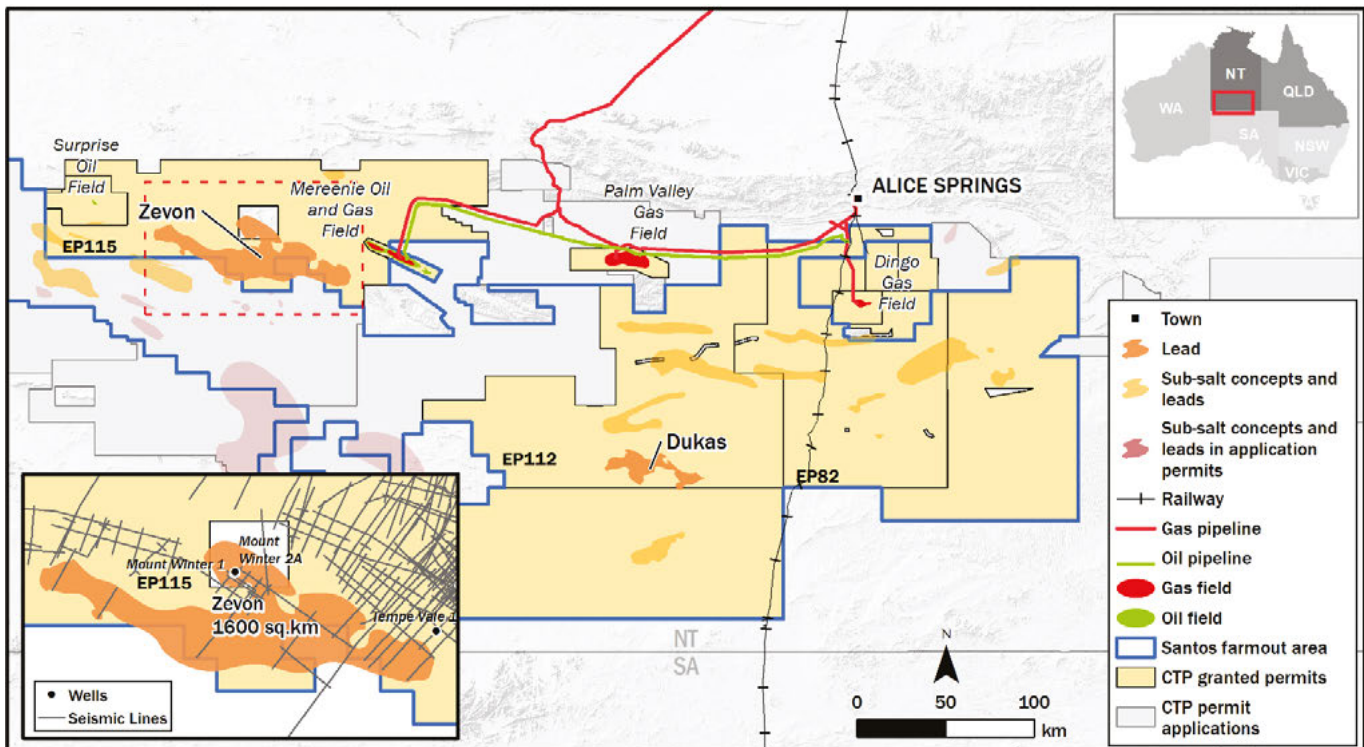 WA
NT
QLD
SA
NSW
VIC
Surprise
Oil
Field
Zevon
EP115
Mereenie Oil
and Gas
Field
Palm Valley
Gas
Field
ALICE SPRINGS
Dingo
Gas
Field
EP112
Dukas
EP82
NT
SA
N
0
50
100
km
Mount
Winter 2A
Mount Winter 1
EP115
Zevon
1600 sq.km
Tempe Vale 1
Wells
Seismic Lines
Town
Lead
Sub-salt concepts and
leads
Sub-salt concepts and
leads in application
permits
Railway
Gas pipeline
Oil pipeline
Gas field
Oil field
Santos farmout area
CTP granted permits
CTP permit
applications